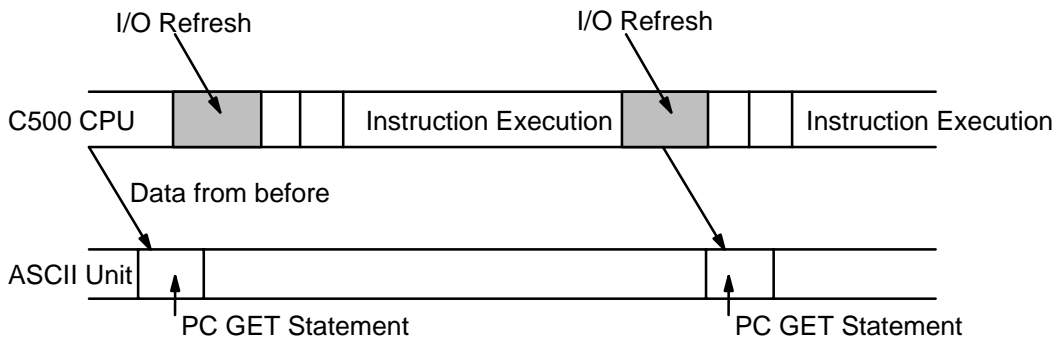 I/O Refresh I/O Refresh
C500 CPU Instruction Execution Instruction Execution
Data from before
ASCII Unit
PC GET Statement PC GET Statement